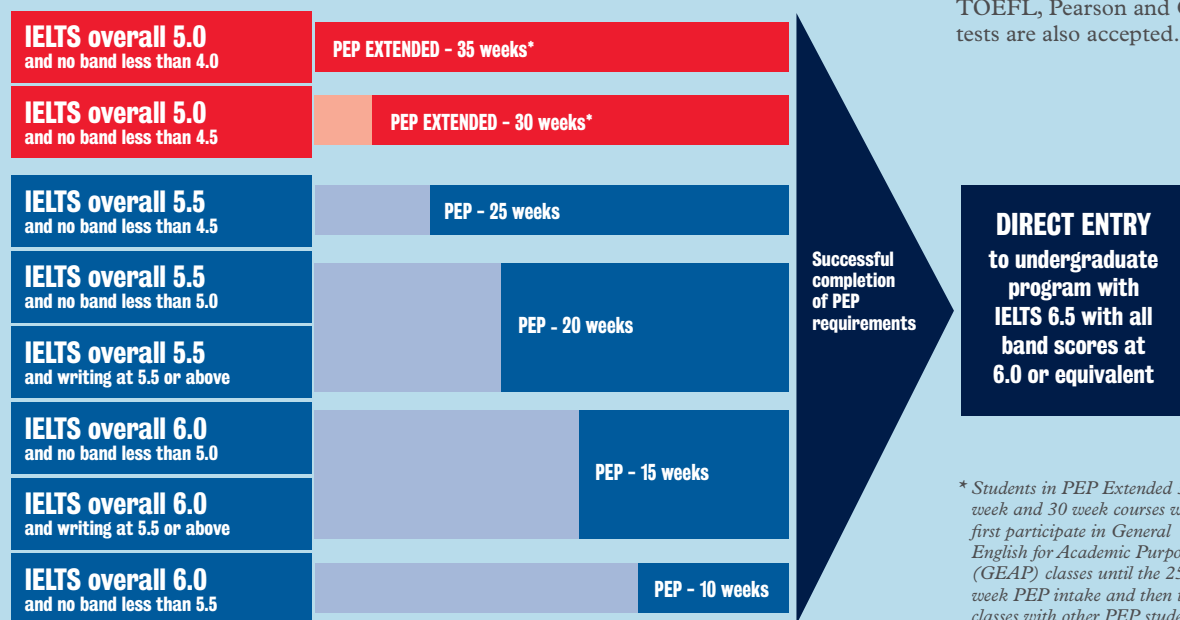 TOEFL, Pearson and
tests are also accepted.
IELTS overall 5.0
and no band less than 4.0
PEP EXTENDED – 35 weeks*
IELTS overall 5.0
and no band less than 4.5
PEP EXTENDED – 30 weeks*
IELTS overall 5.5
and no band less than 4.5
PEP – 25 weeks
IELTS overall 5.5
and no band less than 5.0
IELTS overall 5.5
and writing at 5.5 or above
PEP - 20 weeks
IELTS overall 6.0
and no band less than 5.0
IELTS overall 6.0
and writing at 5.5 or above
PEP – 15 weeks
IELTS overall 6.0
and no band less than 5.5
PEP – 10 weeks
Successful
completion
of PEP
requirements
DIRECT ENTRY
to undergraduate
program with
IELTS 6.5 with all
band scores at
6.0 or equivalent
* Students in PEP Extended
week and 30 week courses
first participate in General
English for Academic
(GEAP) classes until the
week PEP intake and then
classes with other PEP